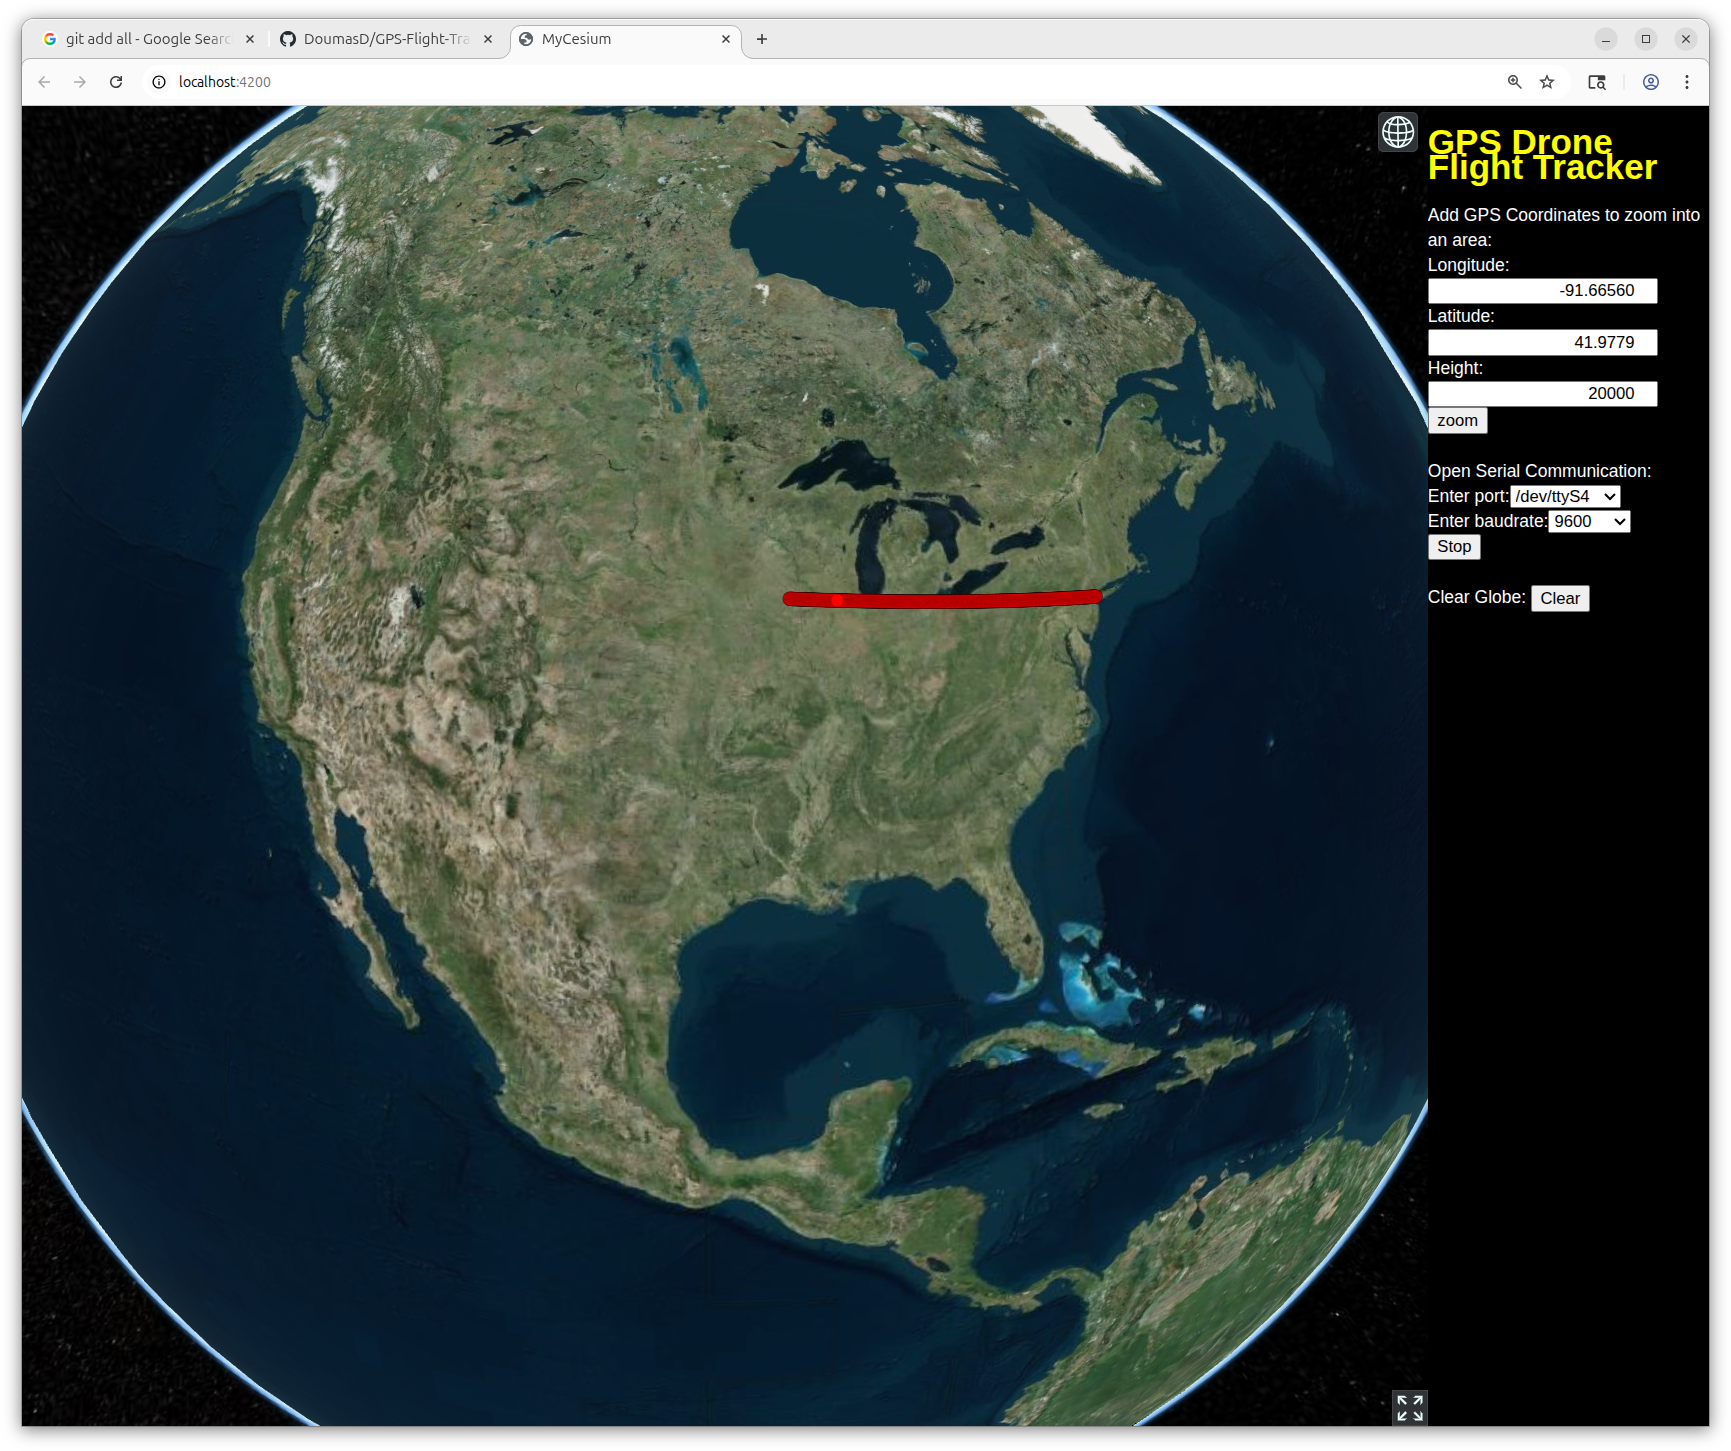 git add all - Google Searc
DoumasD/GPS-Flight-Tra
MyCesium
localhost:4200
GPS Drone
Flight Tracker
Add GPS Coordinates to zoom into
an area:
Longitude:
-91.66560
Latitude:
41.9779
Height:
20000
zoom
Open Serial Communication:
Enter port: /dev/ttyS4
Enter baudrate: 9600
Stop
Clear Globe: Clear